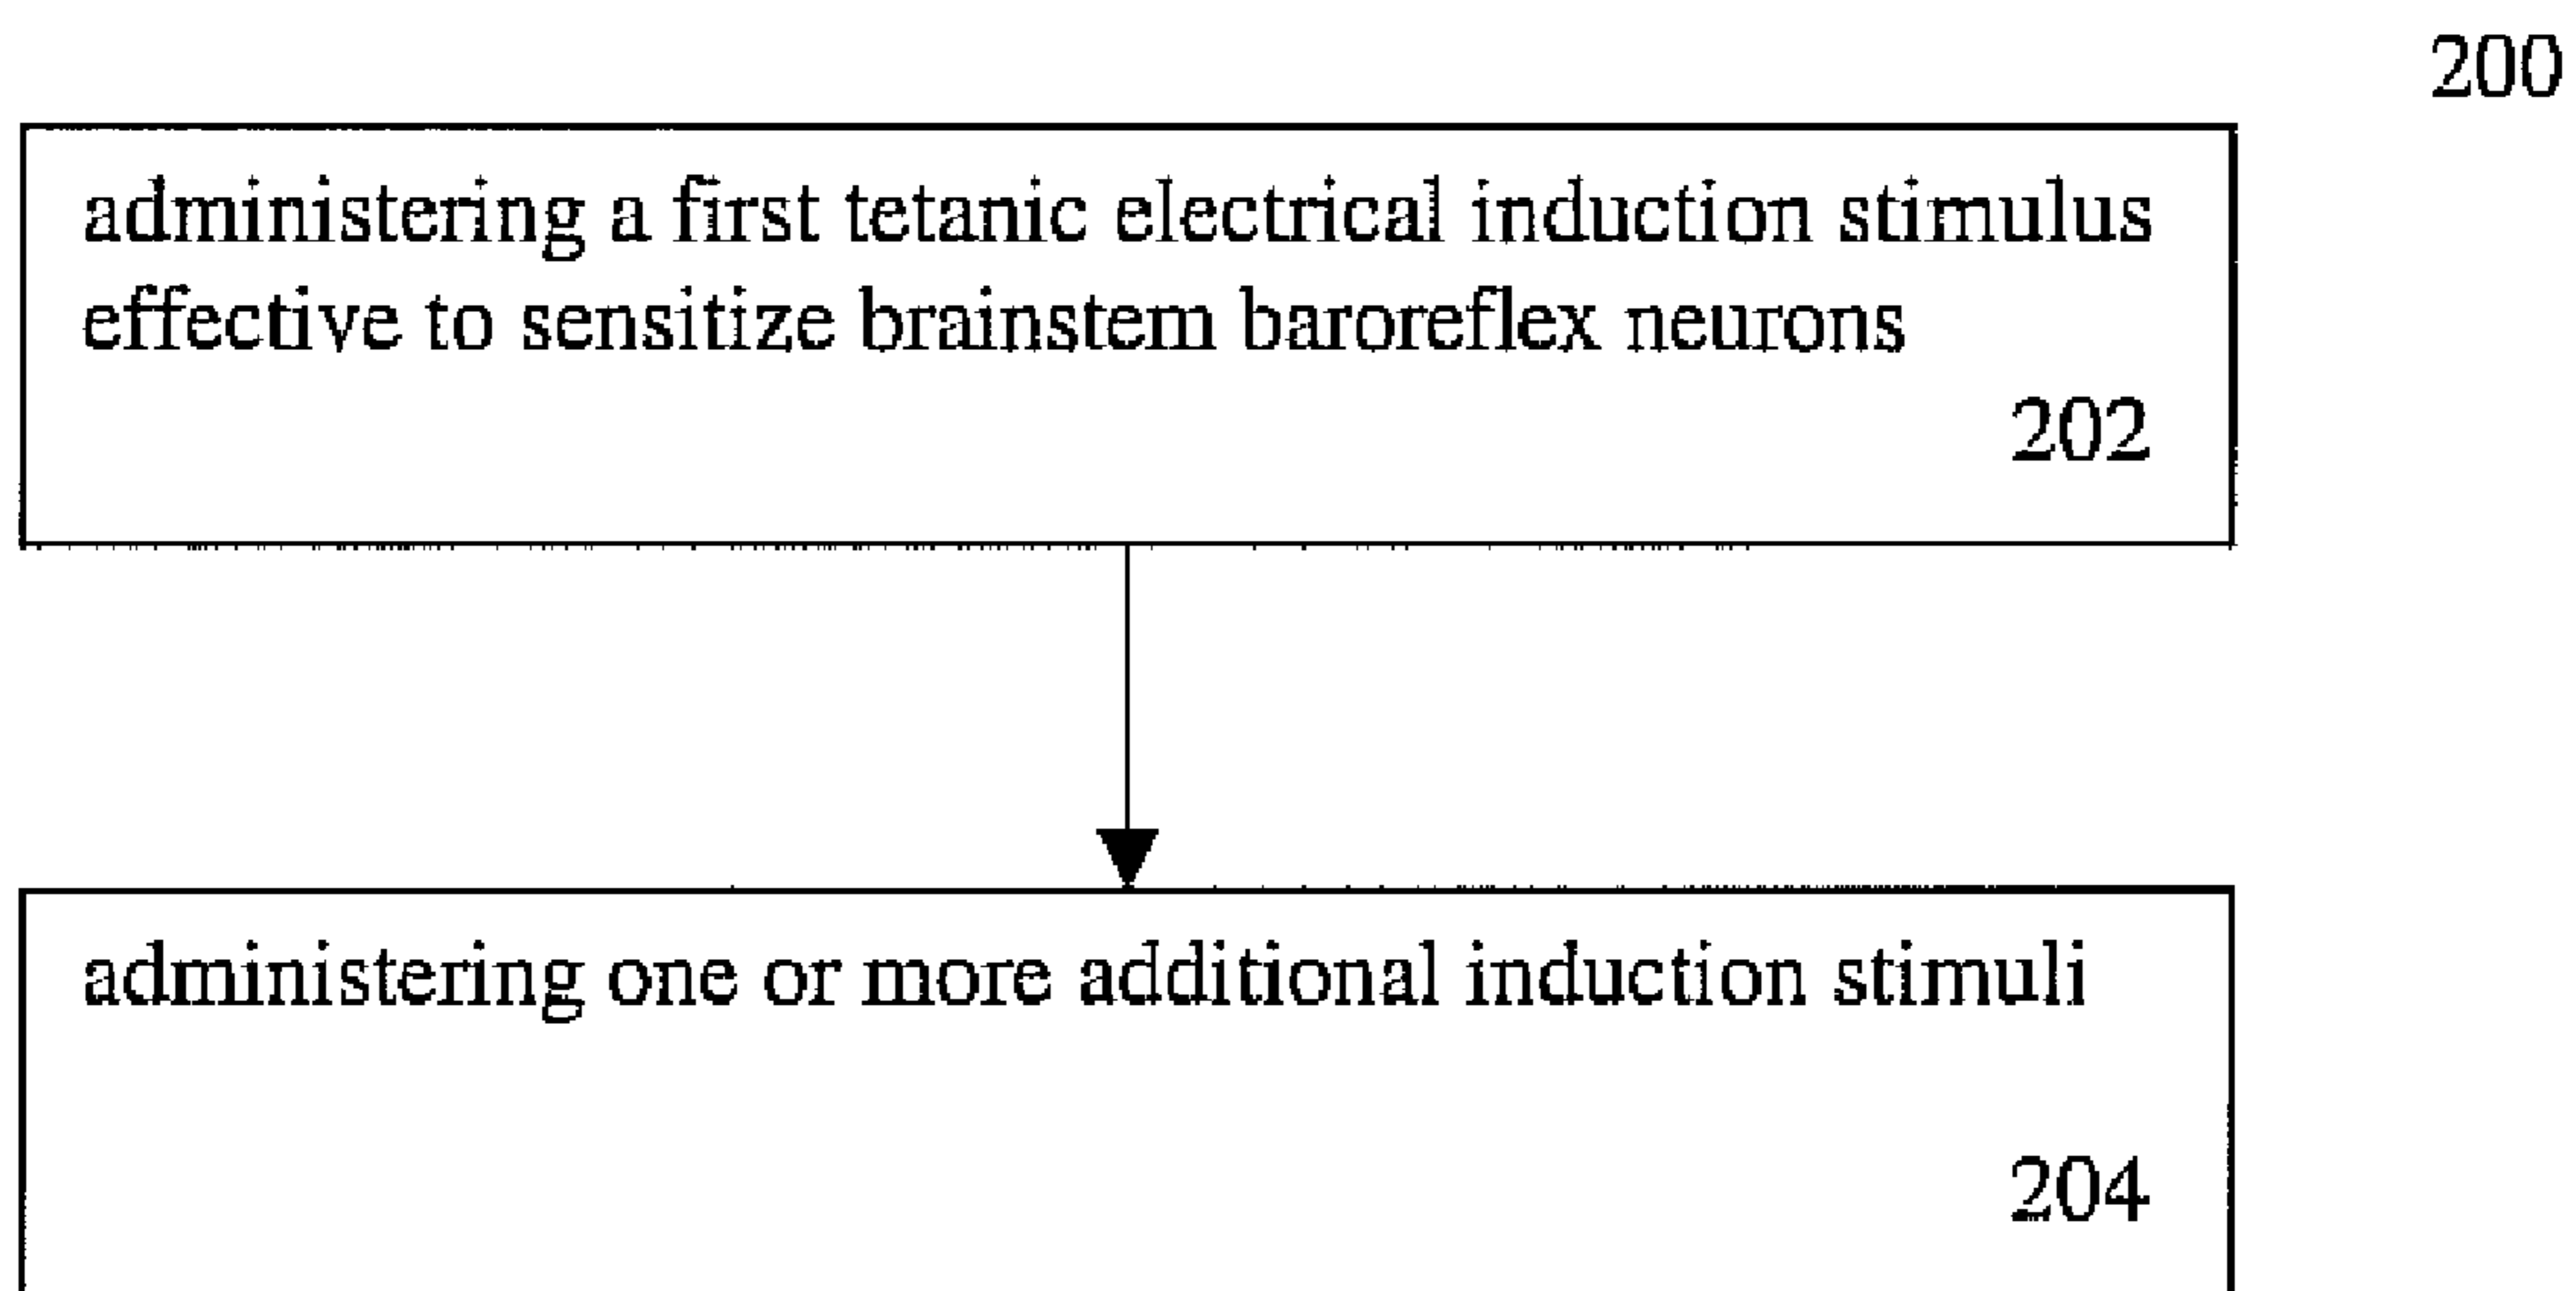 200
administering a first tetanic electrical induction stimulus
effective to sensitize brainstem baroreflex neurons
202
administering one or more additional induction stimuli
204